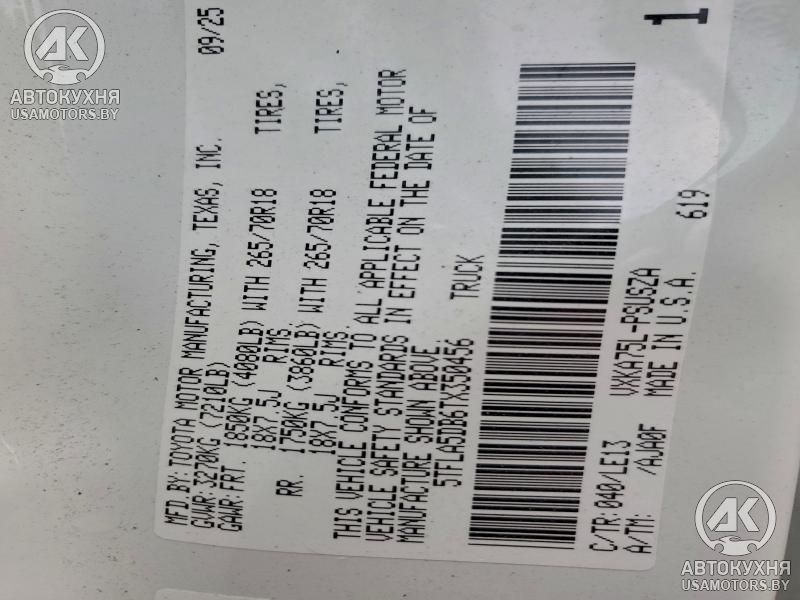 MFD.BY:TOYOTA MOTOR MANUFACTURING, TEXAS, INC. 09/25
GVWR:3270KG (7210LB)
GAWR:FRT. 1850KG (4080LB) WITH 265/70R18 TIRES,
18X7.5J RIMS.
RR. 1750KG (3860LB) WITH 265/70R18 TIRES,
18X7.5J RIMS.
THIS VEHICLE CONFORMS TO ALL APPLICABLE FEDERAL MOTOR
VEHICLE SAFETY STANDARDS IN EFFECT ON THE DATE OF
MANUFACTURE SHOWN ABOVE.
5TFLA5DB6TX350456 TRUCK
C/TR:040/LE13 VXKA75L-PSUSZA 619 1
A/TM: /AJA0F MADE IN U.S.A.
AK
АВТОКУХНЯ
USAMOTORS.BY
AK
АВТОКУХНЯ
USAMOTORS.BY